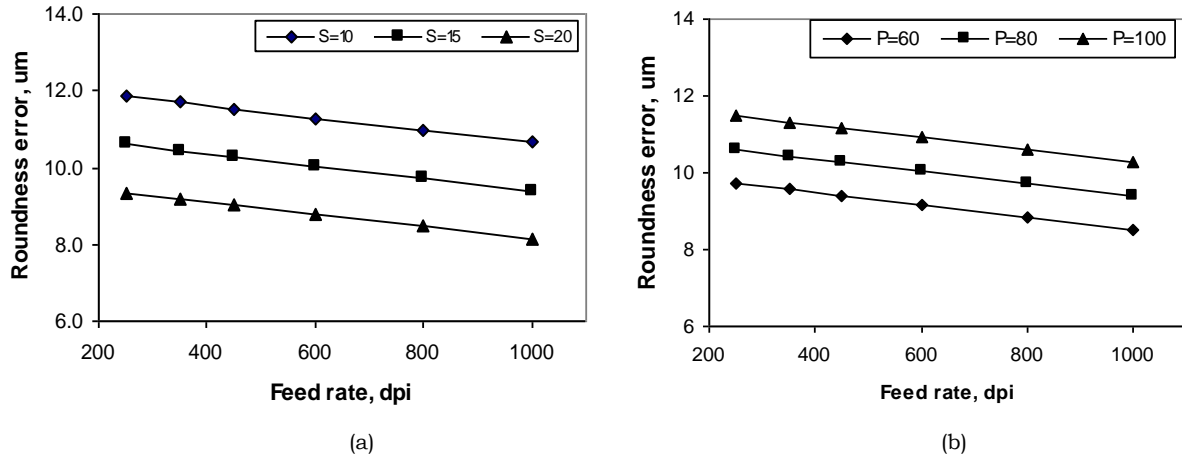 14.0
12.0
10.0
8.0
6.0
Roundness error, um
S=10 S=15 S=20
200 400 600 800 1000
Feed rate, dpi
(a)
14
12
10
8
6
Roundness error, um
P=60 P=80 P=100
200 400 600 800 1000
Feed rate, dpi
(b)